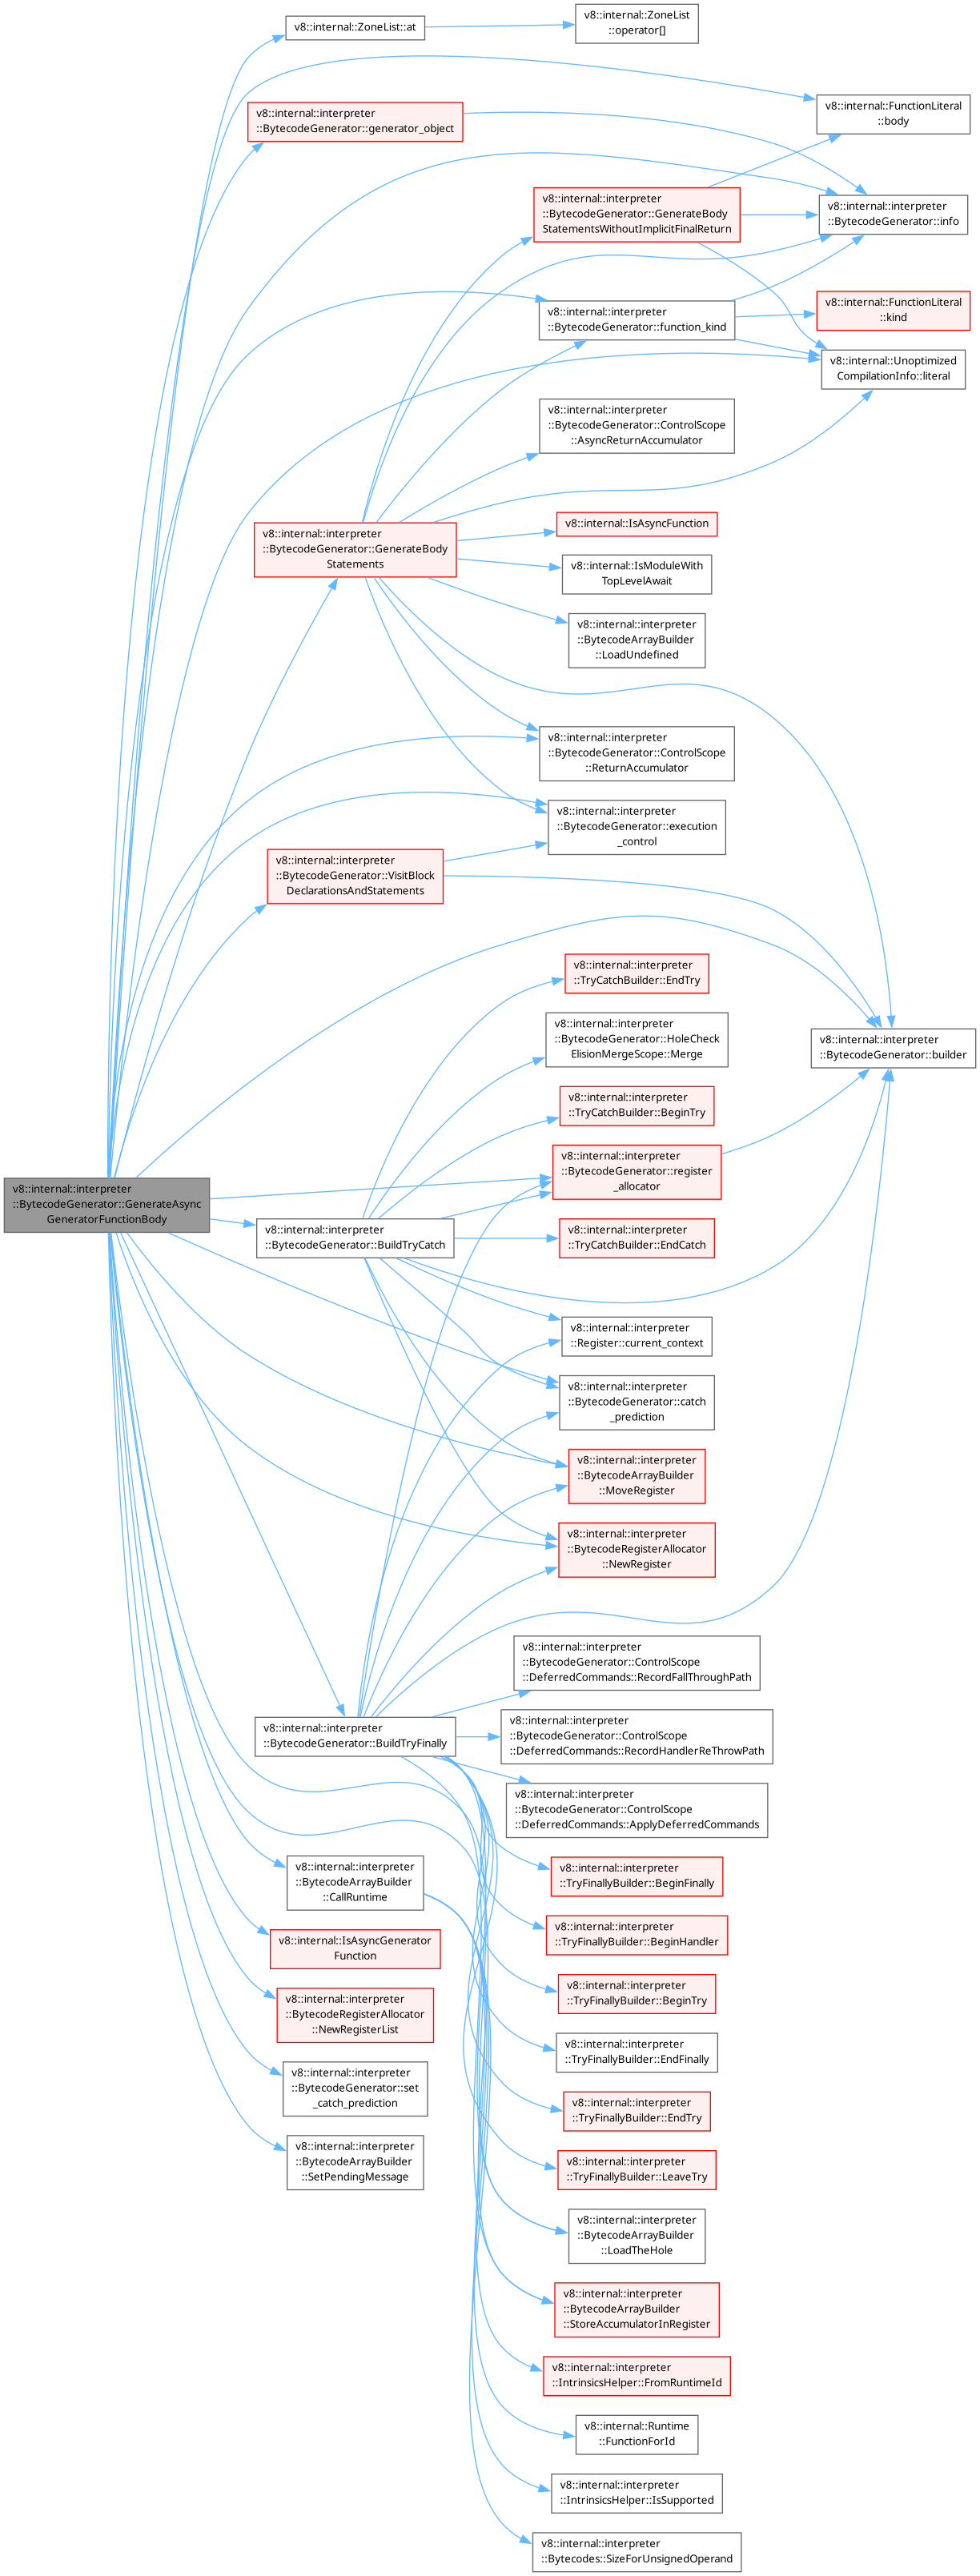 v8::internal::ZoneList::at
v8::internal::ZoneList
::operator[]
v8::internal::FunctionLiteral
::body
v8::internal::interpreter
::BytecodeGenerator::generator_object
v8::internal::interpreter
::BytecodeGenerator::GenerateBody
StatementsWithoutImplicitFinalReturn
v8::internal::interpreter
::BytecodeGenerator::info
v8::internal::interpreter
::BytecodeGenerator::function_kind
v8::internal::FunctionLiteral
::kind
v8::internal::Unoptimized
CompilationInfo::literal
v8::internal::interpreter
::BytecodeGenerator::ControlScope
::AsyncReturnAccumulator
v8::internal::interpreter
::BytecodeGenerator::GenerateBody
Statements
v8::internal::IsAsyncFunction
v8::internal::IsModuleWith
TopLevelAwait
v8::internal::interpreter
::BytecodeArrayBuilder
::LoadUndefined
v8::internal::interpreter
::BytecodeGenerator::ControlScope
::ReturnAccumulator
v8::internal::interpreter
::BytecodeGenerator::execution
_control
v8::internal::interpreter
::BytecodeGenerator::VisitBlock
DeclarationsAndStatements
v8::internal::interpreter
::TryCatchBuilder::EndTry
v8::internal::interpreter
::BytecodeGenerator::HoleCheck
ElisionMergeScope::Merge
v8::internal::interpreter
::BytecodeGenerator::builder
v8::internal::interpreter
::TryCatchBuilder::BeginTry
v8::internal::interpreter
::BytecodeGenerator::register
_allocator
v8::internal::interpreter
::BytecodeGenerator::GenerateAsync
GeneratorFunctionBody
v8::internal::interpreter
::BytecodeGenerator::BuildTryCatch
v8::internal::interpreter
::TryCatchBuilder::EndCatch
v8::internal::interpreter
::Register::current_context
v8::internal::interpreter
::BytecodeGenerator::catch
_prediction
v8::internal::interpreter
::BytecodeArrayBuilder
::MoveRegister
v8::internal::interpreter
::BytecodeRegisterAllocator
::NewRegister
v8::internal::interpreter
::BytecodeGenerator::ControlScope
::DeferredCommands::RecordFallThroughPath
v8::internal::interpreter
::BytecodeGenerator::BuildTryFinally
v8::internal::interpreter
::BytecodeGenerator::ControlScope
::DeferredCommands::RecordHandlerReThrowPath
v8::internal::interpreter
::BytecodeGenerator::ControlScope
::DeferredCommands::ApplyDeferredCommands
v8::internal::interpreter
::BytecodeArrayBuilder
::CallRuntime
v8::internal::interpreter
::TryFinallyBuilder::BeginFinally
v8::internal::IsAsyncGenerator
Function
v8::internal::interpreter
::TryFinallyBuilder::BeginHandler
v8::internal::interpreter
::BytecodeRegisterAllocator
::NewRegisterList
v8::internal::interpreter
::TryFinallyBuilder::BeginTry
v8::internal::interpreter
::TryFinallyBuilder::EndFinally
v8::internal::interpreter
::BytecodeGenerator::set
_catch_prediction
v8::internal::interpreter
::TryFinallyBuilder::EndTry
v8::internal::interpreter
::BytecodeArrayBuilder
::SetPendingMessage
v8::internal::interpreter
::TryFinallyBuilder::LeaveTry
v8::internal::interpreter
::BytecodeArrayBuilder
::LoadTheHole
v8::internal::interpreter
::BytecodeArrayBuilder
::StoreAccumulatorInRegister
v8::internal::interpreter
::IntrinsicsHelper::FromRuntimeId
v8::internal::Runtime
::FunctionForId
v8::internal::interpreter
::IntrinsicsHelper::IsSupported
v8::internal::interpreter
::Bytecodes::SizeForUnsignedOperand